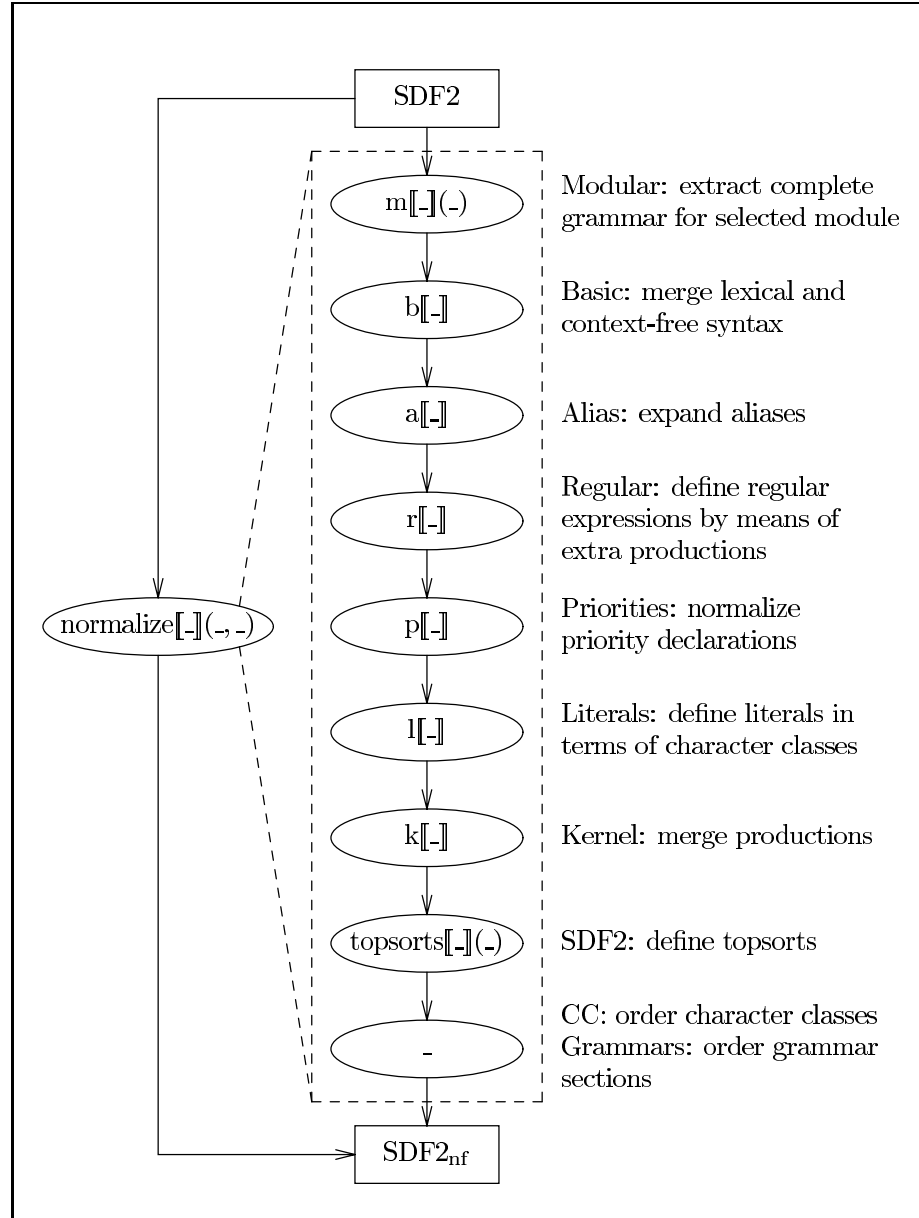 SDF2
m⟦_⟧(_)
Modular: extract complete
grammar for selected module
b⟦_⟧
Basic: merge lexical and
context-free syntax
a⟦_⟧
Alias: expand aliases
r⟦_⟧
Regular: define regular
expressions by means of
extra productions
normalize⟦_⟧(_, _)
p⟦_⟧
Priorities: normalize
priority declarations
l⟦_⟧
Literals: define literals in
terms of character classes
k⟦_⟧
Kernel: merge productions
topsorts⟦_⟧(_)
SDF2: define topsorts
_
CC: order character classes
Grammars: order grammar
sections
SDF2nf